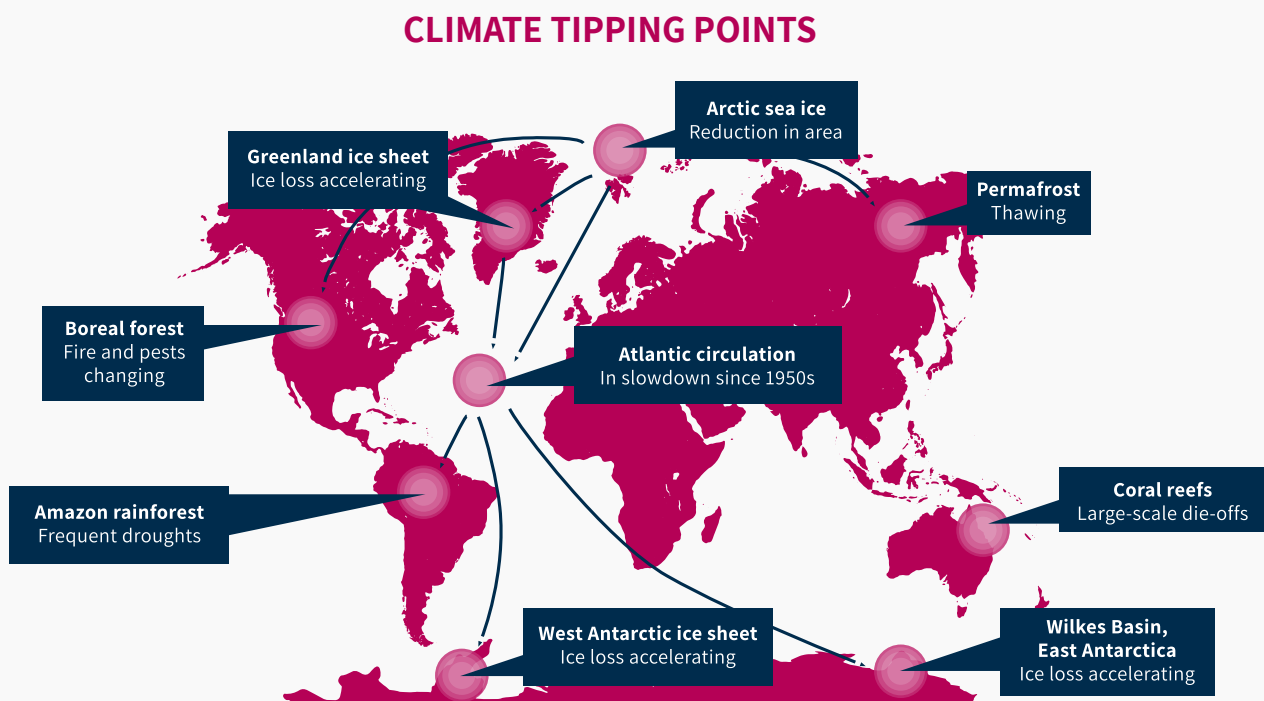 CLIMATE TIPPING POINTS
Arctic sea ice
Reduction in area
Greenland ice sheet
Ice loss accelerating
Permafrost
Thawing
Boreal forest
Fire and pests
changing
Atlantic circulation
In slowdown since 1950s
Amazon rainforest
Frequent droughts
Coral reefs
Large-scale die-offs
West Antarctic ice sheet
Ice loss accelerating
Wilkes Basin,
East Antarctica
Ice loss accelerating